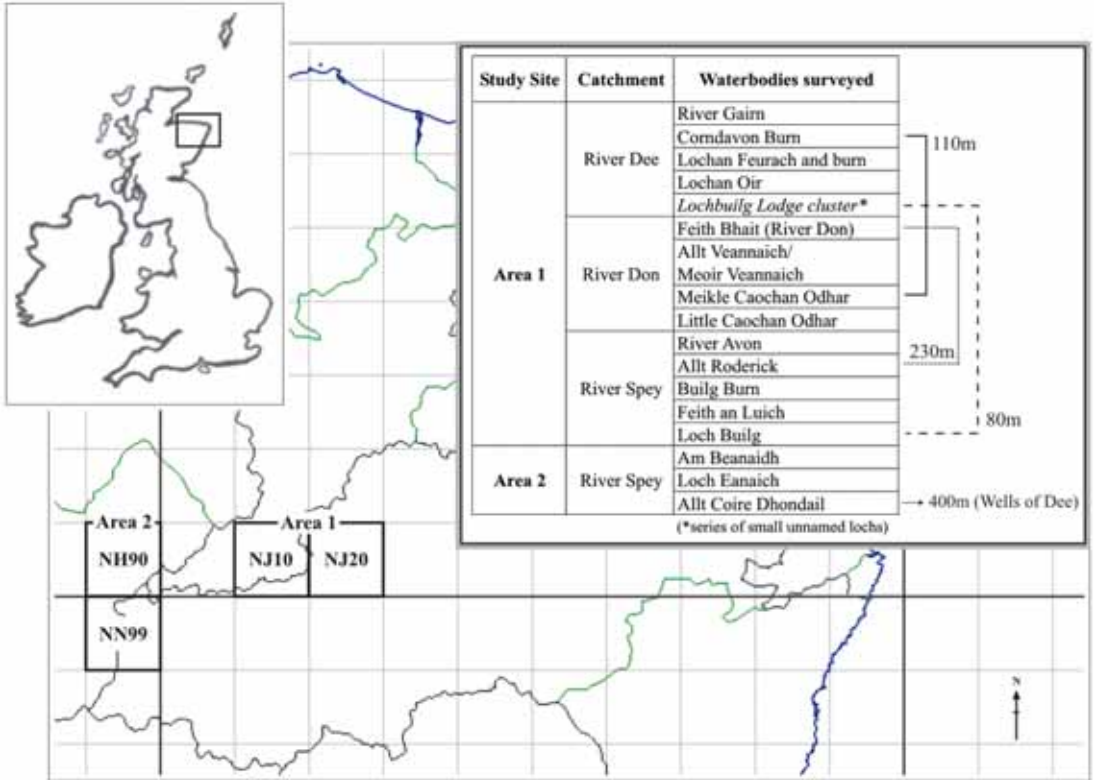 Study Site Catchment Waterbodies surveyed
Area 1
River Dee
River Gairn
Corndavon Burn
Lochan Feurach and burn
Lochan Oir
Lochbuilg Lodge cluster*
River Don
Feith Bhait (River Don)
Allt Veannaich/
Meoir Veannaich
Meikle Caochan Odhar
Little Caochan Odhar
River Spey
River Avon
Allt Roderick
Builg Burn
Feith an Luich
Loch Builg
Area 2
River Spey
Am Beanaidh
Loch Eanaich
Allt Coire Dhondail
110m
230m
80m
→ 400m (Wells of Dee)
(*series of small unnamed lochs)
Area 2
Area 1
NH90
NJ10
NJ20
NN99
N